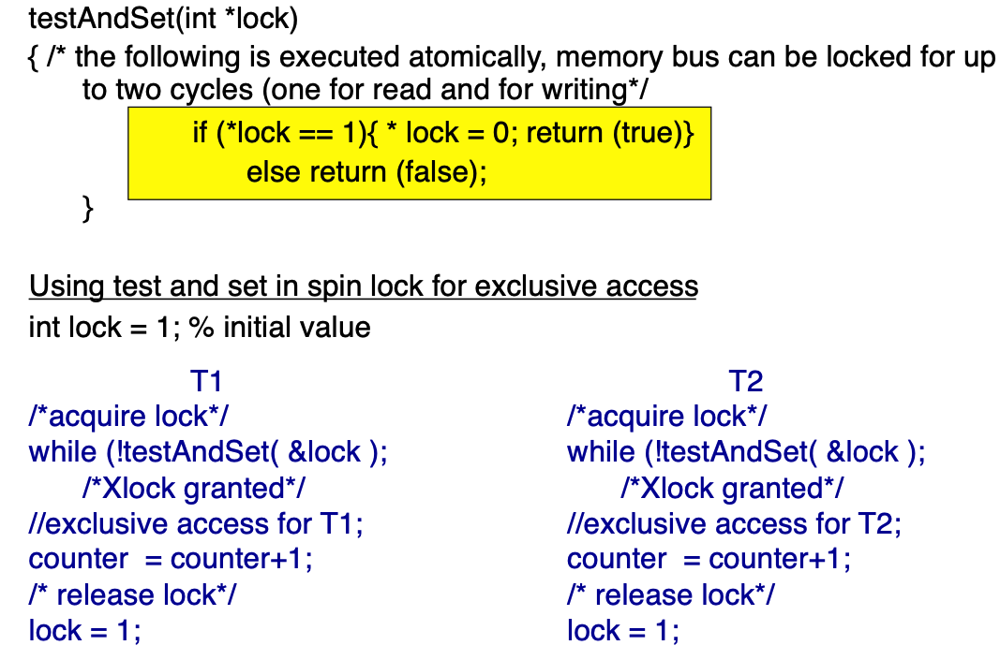 testAndSet(int *lock)
{ /* the following is executed atomically, memory bus can be locked for up
to two cycles (one for read and for writing*/
if (*lock == 1){ * lock = 0; return (true)}
else return (false);
}
Using test and set in spin lock for exclusive access
int lock = 1; % initial value
T1
/*acquire lock*/
while (!testAndSet( &lock );
/*Xlock granted*/
//exclusive access for T1;
counter = counter+1;
/* release lock*/
lock = 1;
T2
/*acquire lock*/
while (!testAndSet( &lock );
/*Xlock granted*/
//exclusive access for T2;
counter = counter+1;
/* release lock*/
lock = 1;